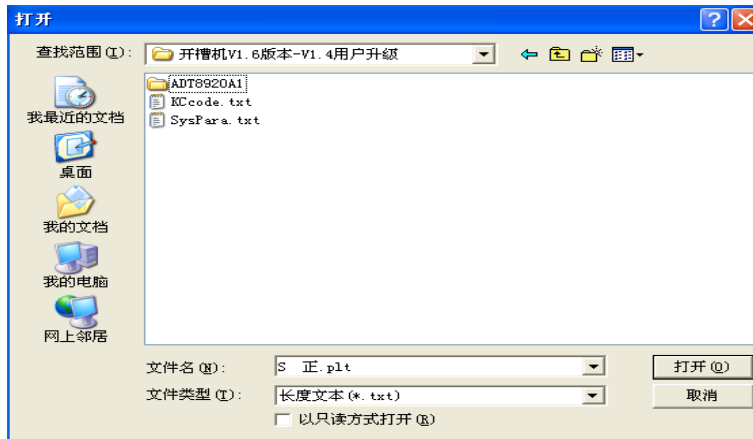 打开
查找范围(I):
开槽机V1.6版本-V1.4用户升级
ADT8920A1
KCcode.txt
SysPara.txt
我最近的文档
桌面
我的文档
我的电脑
网上邻居
文件名(N):
S 正.plt
打开(O)
文件类型(T):
长度文本(*.txt)
取消
以只读方式打开(R)